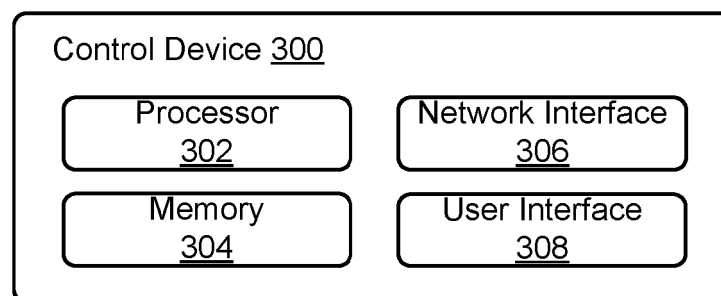 Control Device 300
Processor
302
Network Interface
306
Memory
304
User Interface
308